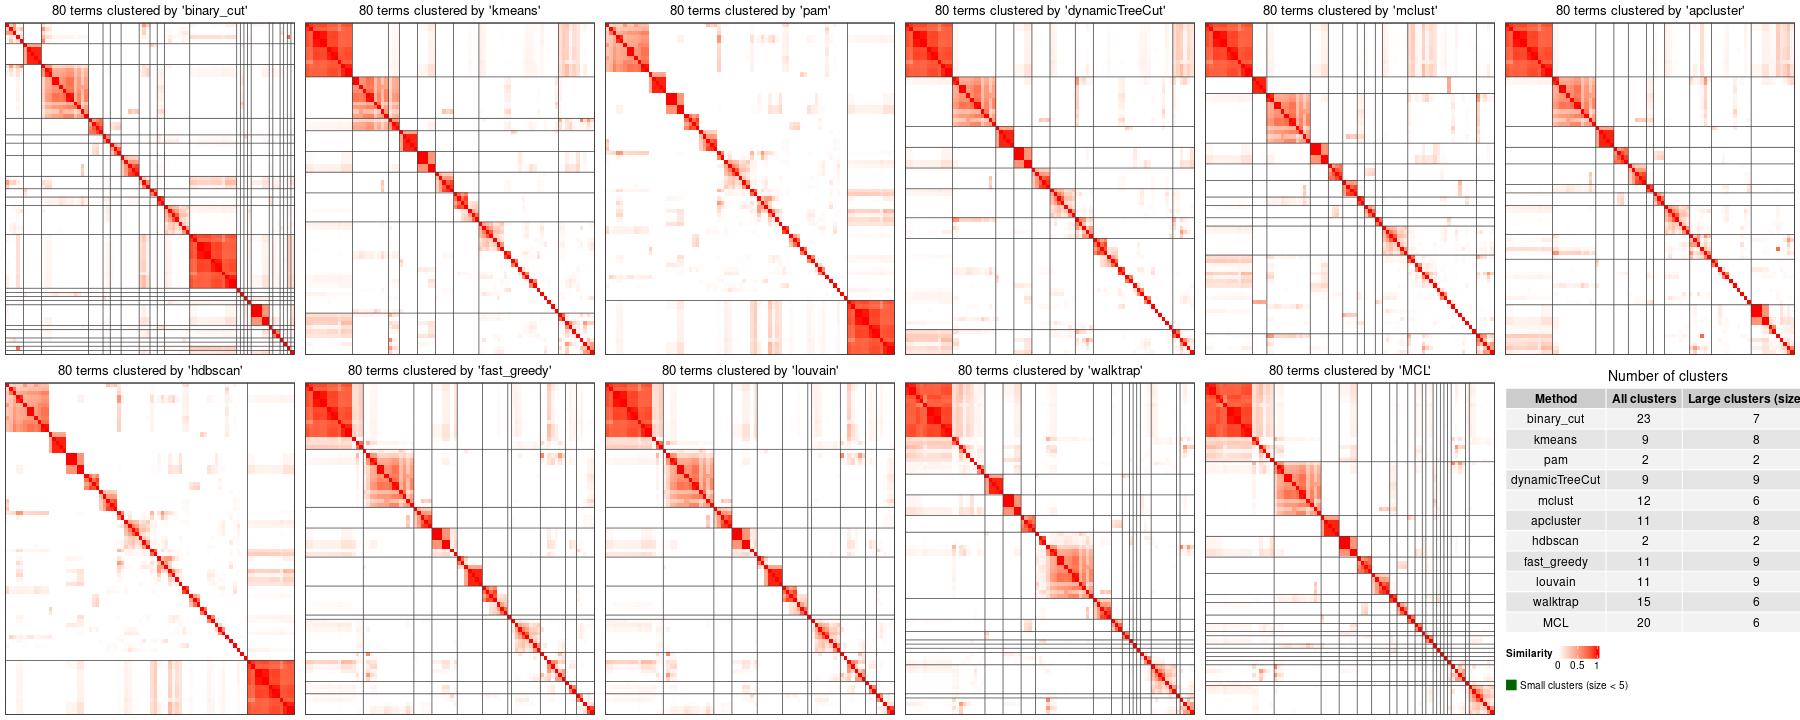 80 terms clustered by 'binary_cut'
80 terms clustered by 'kmeans'
80 terms clustered by 'pam'
80 terms clustered by 'dynamicTreeCut'
80 terms clustered by 'mclust'
80 terms clustered by 'apcluster'
80 terms clustered by 'hdbscan'
80 terms clustered by 'fast_greedy'
80 terms clustered by 'louvain'
80 terms clustered by 'walktrap'
80 terms clustered by 'MCL'
Number of clusters
Method All clusters Large clusters (size
binary_cut 23 7
kmeans 9 8
pam 2 2
dynamicTreeCut 9 9
mclust 12 6
apcluster 11 8
hdbscan 2 2
fast_greedy 11 9
louvain 11 9
walktrap 15 6
MCL 20 6
Similarity
0 0.5 1
Small clusters (size < 5)